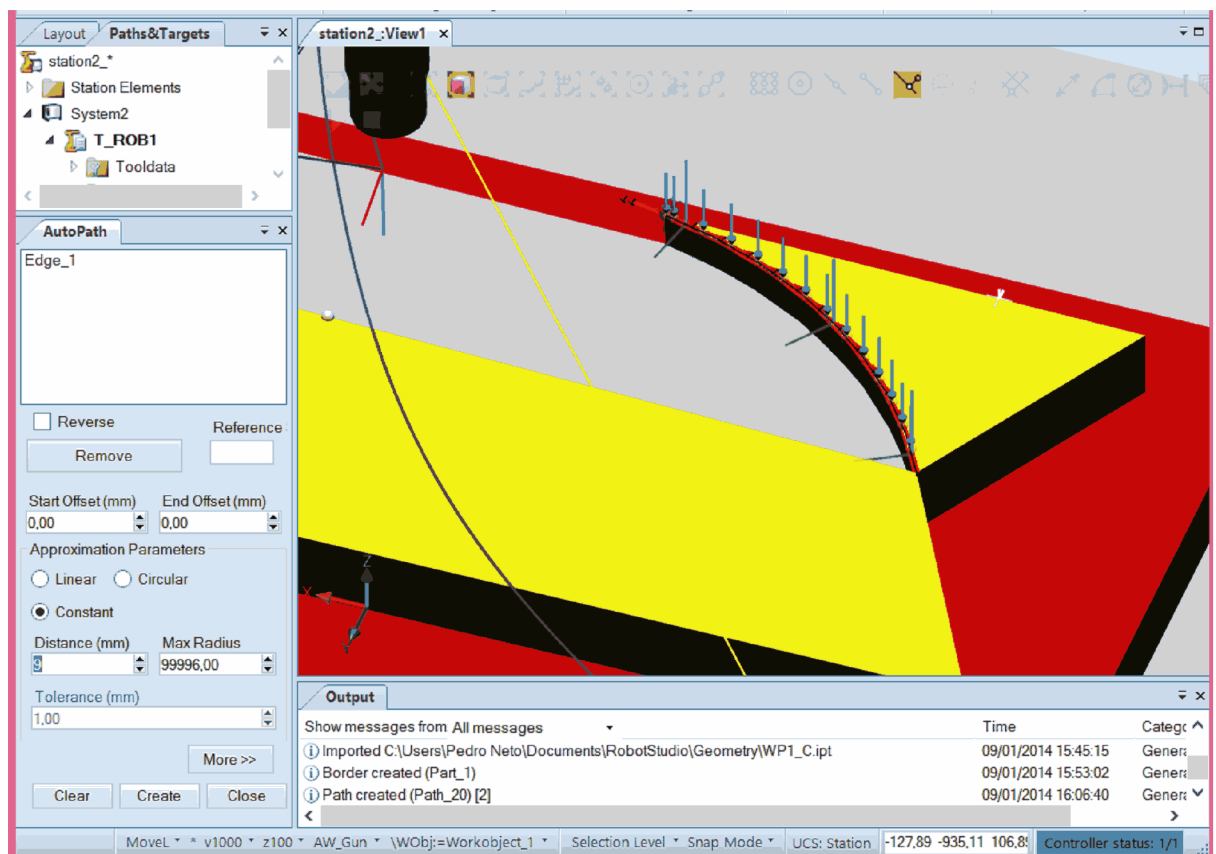 Layout Paths&Targets
station2_:View1
station2_*
Station Elements
System2
T_ROB1
Tooldata
AutoPath
Edge_1
Reverse
Reference
Remove
Start Offset (mm) End Offset (mm)
0,00 0,00
Approximation Parameters
Linear Circular
Constant
Distance (mm) Max Radius
9 99996,00
Tolerance (mm)
1,00
More >>
Clear Create Close
Z
X
Y
Output
Show messages from All messages Time Catego
Imported C:\Users\Pedro Neto\Documents\RobotStudio\Geometry\WP1_C.ipt 09/01/2014 15:45:15 Genera
Border created (Part_1) 09/01/2014 15:53:02 Genera
Path created (Path_20) [2] 09/01/2014 16:06:40 Genera
MoveL * v1000 z100 AW_Gun \WObj:=Workobject_1 Selection Level Snap Mode UCS: Station -127,89 -935,11 106,89 Controller status: 1/1